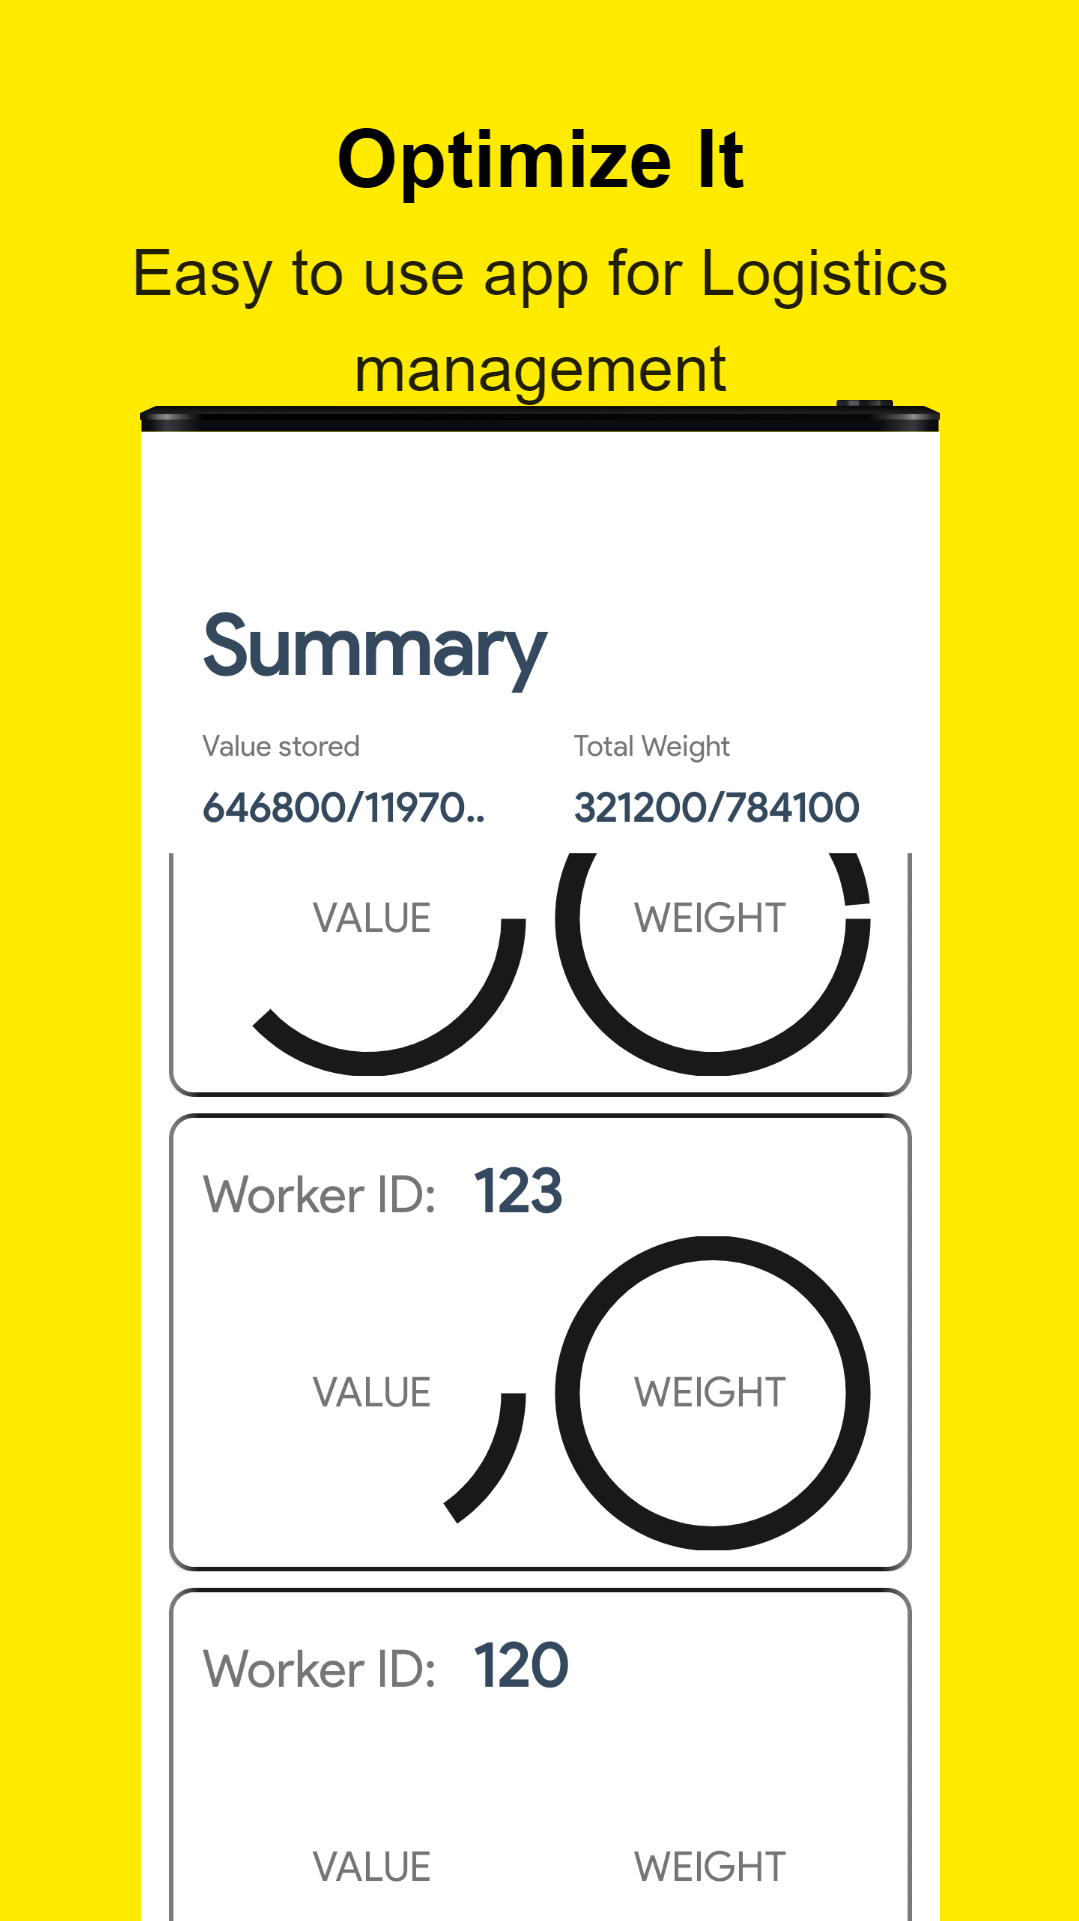 Optimize It
Easy to use app for Logistics
management
Summary
Value stored
Total Weight
646800/11970..
321200/784100
VALUE
WEIGHT
Worker ID: 123
VALUE
WEIGHT
Worker ID: 120
VALUE
WEIGHT